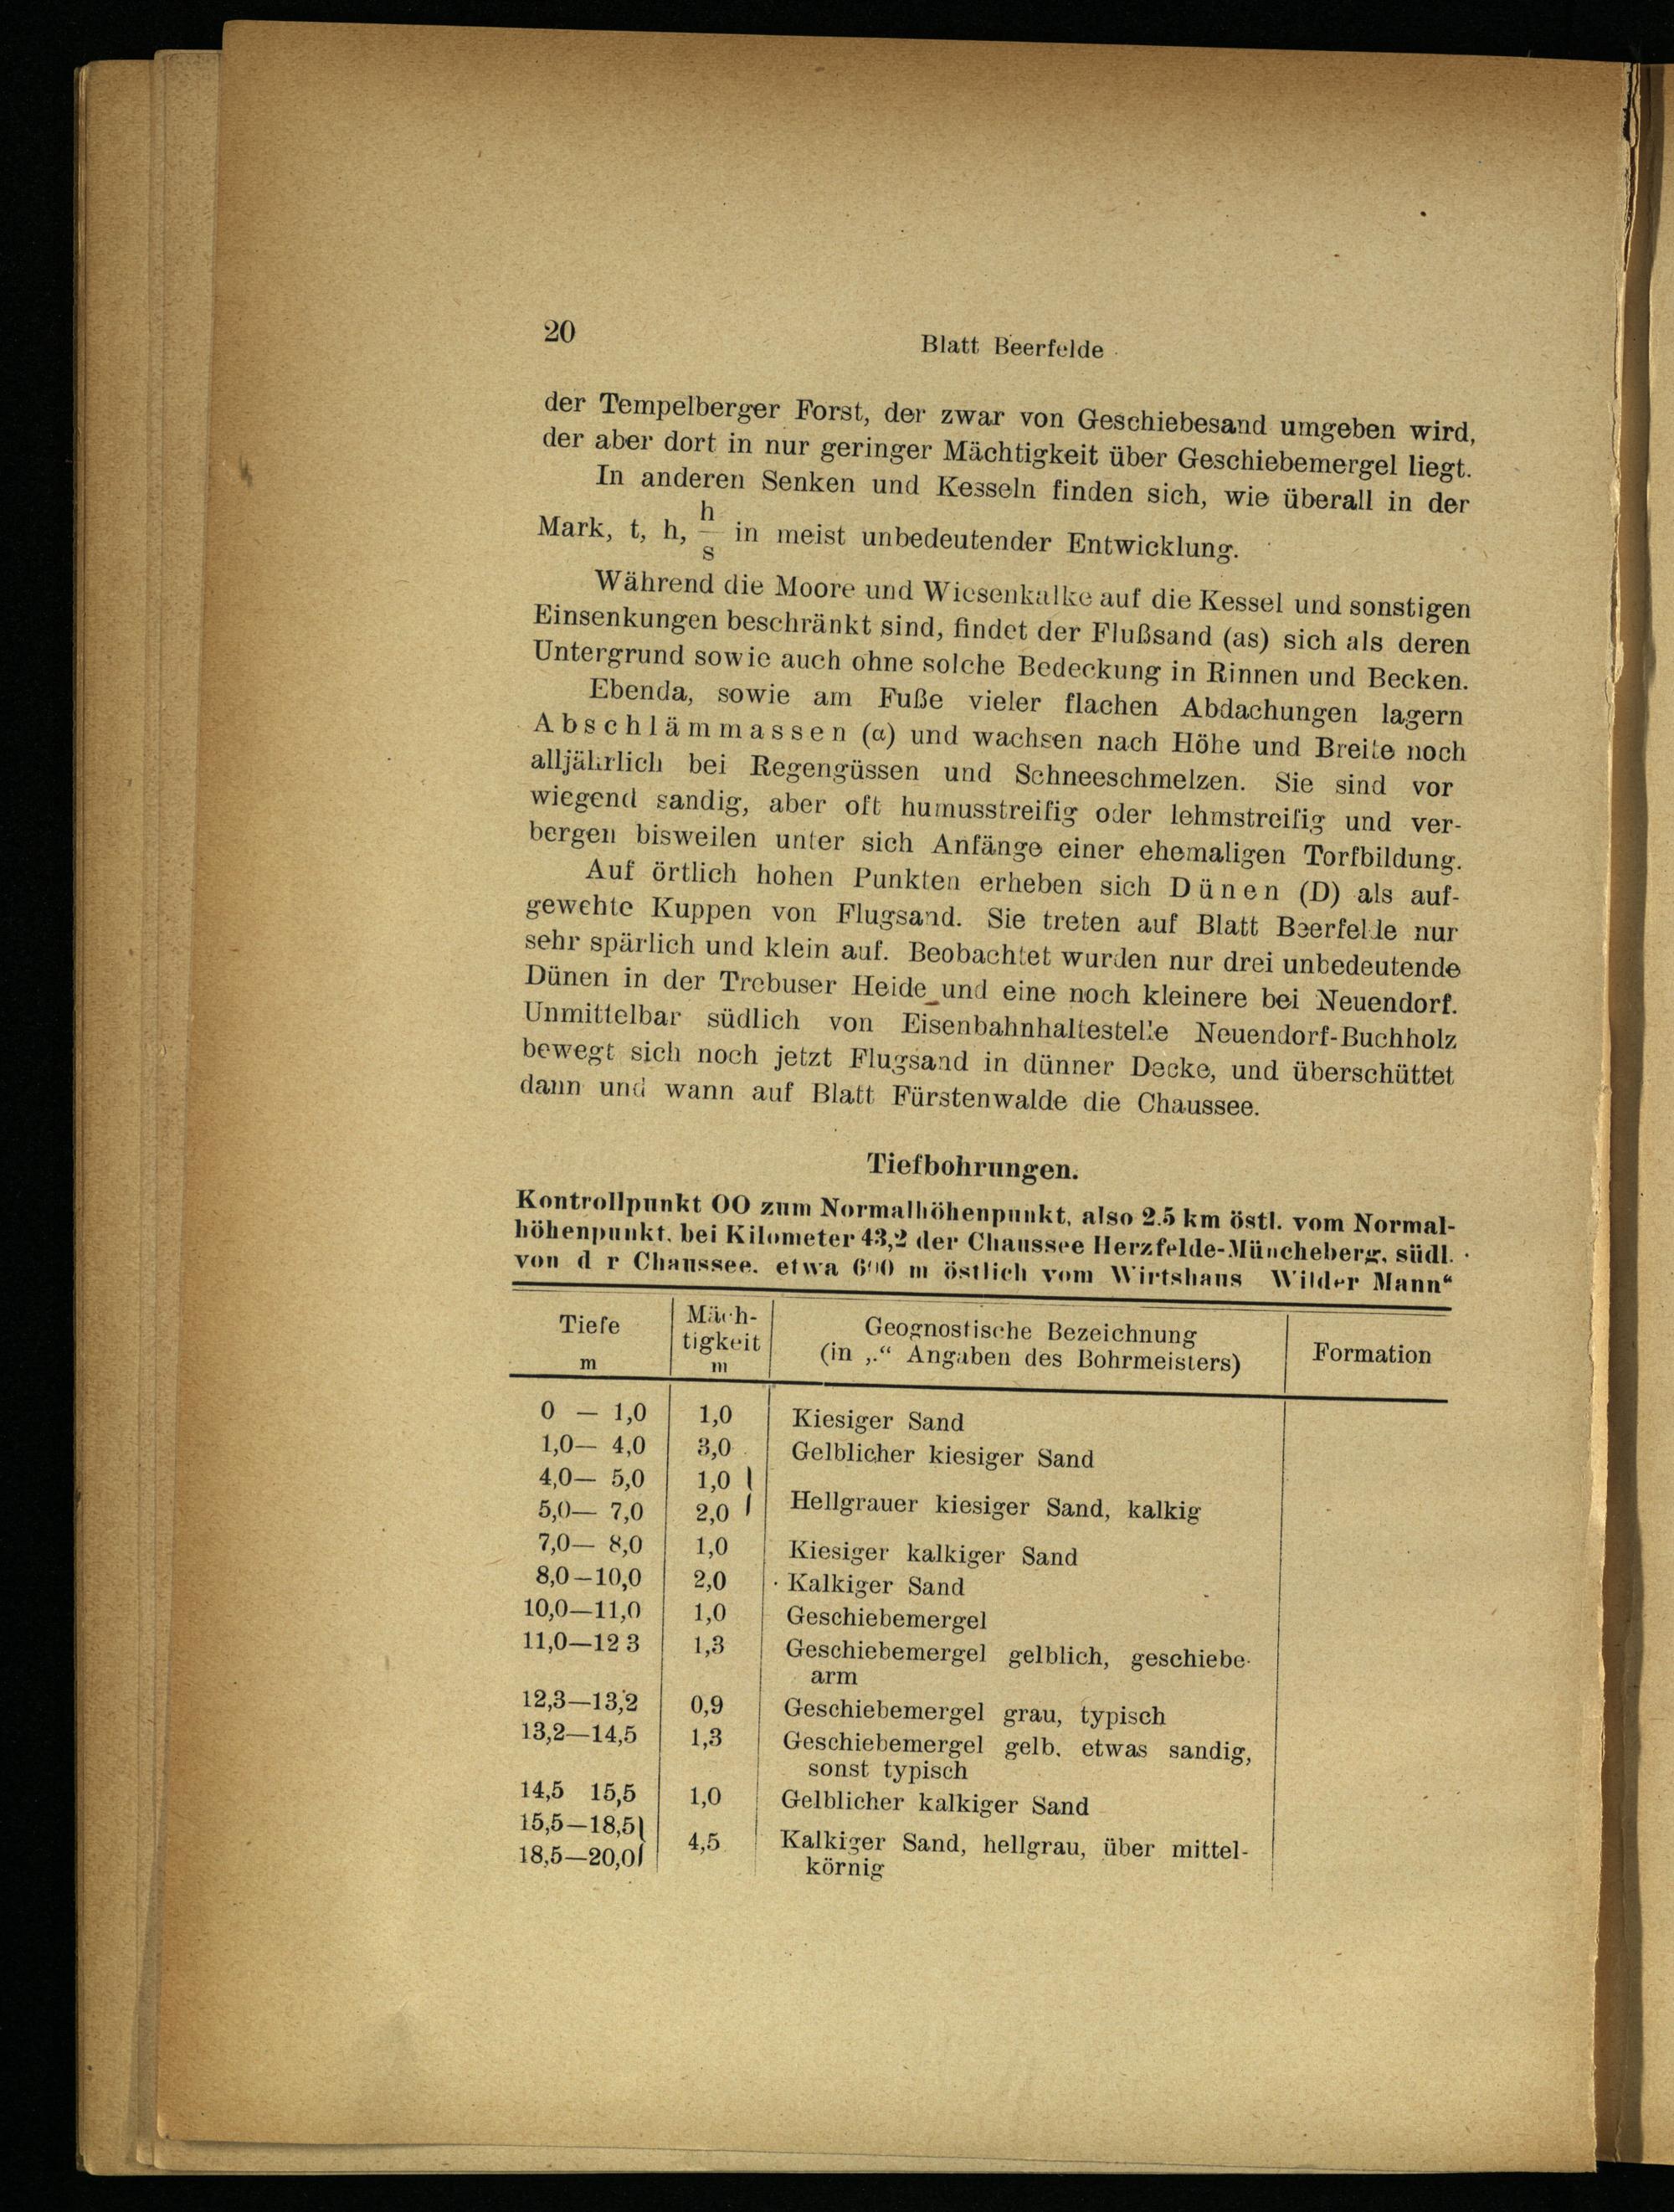 20
Blatt Beerfelde
der Tempelberger Forst, der zwar von Geschiebesand umgeben wird,
der aber dort in nur geringer Mächtigkeit über Geschiebemergel liegt.
In anderen Senken und Kesseln finden sich, wie überall in der
Mark, t, h, h/s in meist unbedeutender Entwicklung.
Während die Moore und Wiesenkalke auf die Kessel und sonstigen
Einsenkungen beschränkt sind, findet der Flußsand (as) sich als deren
Untergrund sowie auch ohne solche Bedeckung in Rinnen und Becken.
Ebenda, sowie am Fuße vieler flachen Abdachungen lagern
Abschlämmassen (α) und wachsen nach Höhe und Breite noch
alljährlich bei Regengüssen und Schneeschmelzen. Sie sind vor
wiegend sandig, aber oft humusstreifig oder lehmstreifig und ver-
bergen bisweilen unter sich Anfänge einer ehemaligen Torfbildung.
Auf örtlich hohen Punkten erheben sich Dünen (D) als auf-
gewehte Kuppen von Flugsand. Sie treten auf Blatt Beerfelde nur
sehr spärlich und klein auf. Beobachtet wurden nur drei unbedeutende
Dünen in der Trebuser Heide und eine noch kleinere bei Neuendorf.
Unmittelbar südlich von Eisenbahnhaltestelle Neuendorf-Buchholz
bewegt sich noch jetzt Flugsand in dünner Decke, und überschüttet
dann und wann auf Blatt Fürstenwalde die Chaussee.
Tiefbohrungen.
Kontrollpunkt OO zum Normalhöhenpunkt, also 2.5 km östl. vom Normal-
höhenpunkt. bei Kilometer 43,2 der Chaussee Herzfelde-Müncheberg, südl.
von d r Chaussee. etwa 600 m östlich vom Wirtshaus Wilder Mann“
Tiefe m | Mäch-tigkeit m | Geognostische Bezeichnung (in „.“ Angaben des Bohrmeisters) | Formation
0 — 1,0 1,0 Kiesiger Sand
1,0— 4,0 3,0 Gelblicher kiesiger Sand
4,0— 5,0 1,0
5,0— 7,0 2,0 Hellgrauer kiesiger Sand, kalkig
7,0— 8,0 1,0 Kiesiger kalkiger Sand
8,0—10,0 2,0 Kalkiger Sand
10,0—11,0 1,0 Geschiebemergel
11,0—12 3 1,3 Geschiebemergel gelblich, geschiebe-
arm
12,3—13,2 0,9 Geschiebemergel grau, typisch
13,2—14,5 1,3 Geschiebemergel gelb. etwas sandig,
sonst typisch
14,5 15,5 1,0 Gelblicher kalkiger Sand
15,5—18,5
18,5—20,0 4,5 Kalkiger Sand, hellgrau, über mittel-
körnig